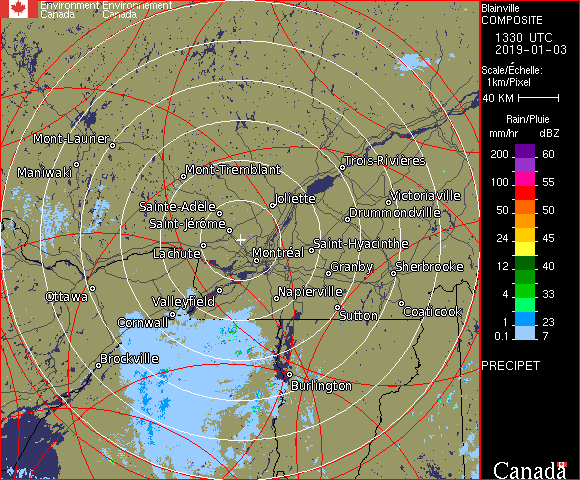 Environment Environnement
Canada Canada
Blainville
COMPOSITE
1330 UTC
2019-01-03
Scale/Échelle:
1km/Pixel
40 KM
Rain/Pluie
mm/hr dBZ
200 60
100 55
50 50
24 45
12 40
4 33
1 23
0.1 7
PRECIPET
Mont-Laurier
Maniwaki
Mont-Tremblant
Trois-Rivières
Sainte-Adèle
Joliette
Victoriaville
Saint-Jérôme
Drummondville
Lachute
Montréal
Saint-Hyacinthe
Granby
Sherbrooke
Ottawa
Valleyfield
Napierville
Cornwall
Sutton
Coaticook
Brockville
Burlington
Canada